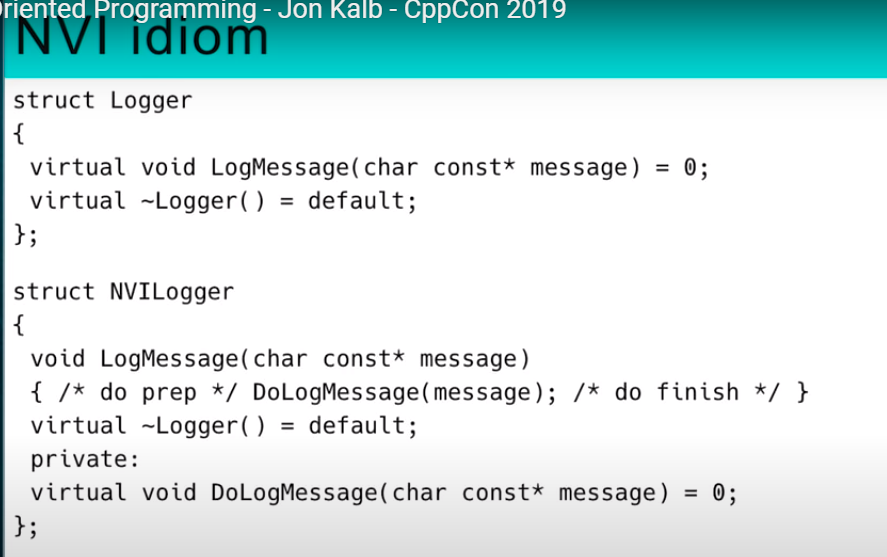 riented Programming - Jon Kalb - CppCon 2019
NVI idiom
struct Logger
{
virtual void LogMessage(char const* message) = 0;
virtual ~Logger() = default;
};
struct NVILogger
{
void LogMessage(char const* message)
{ /* do prep */ DoLogMessage(message); /* do finish */ }
virtual ~Logger() = default;
private:
virtual void DoLogMessage(char const* message) = 0;
};